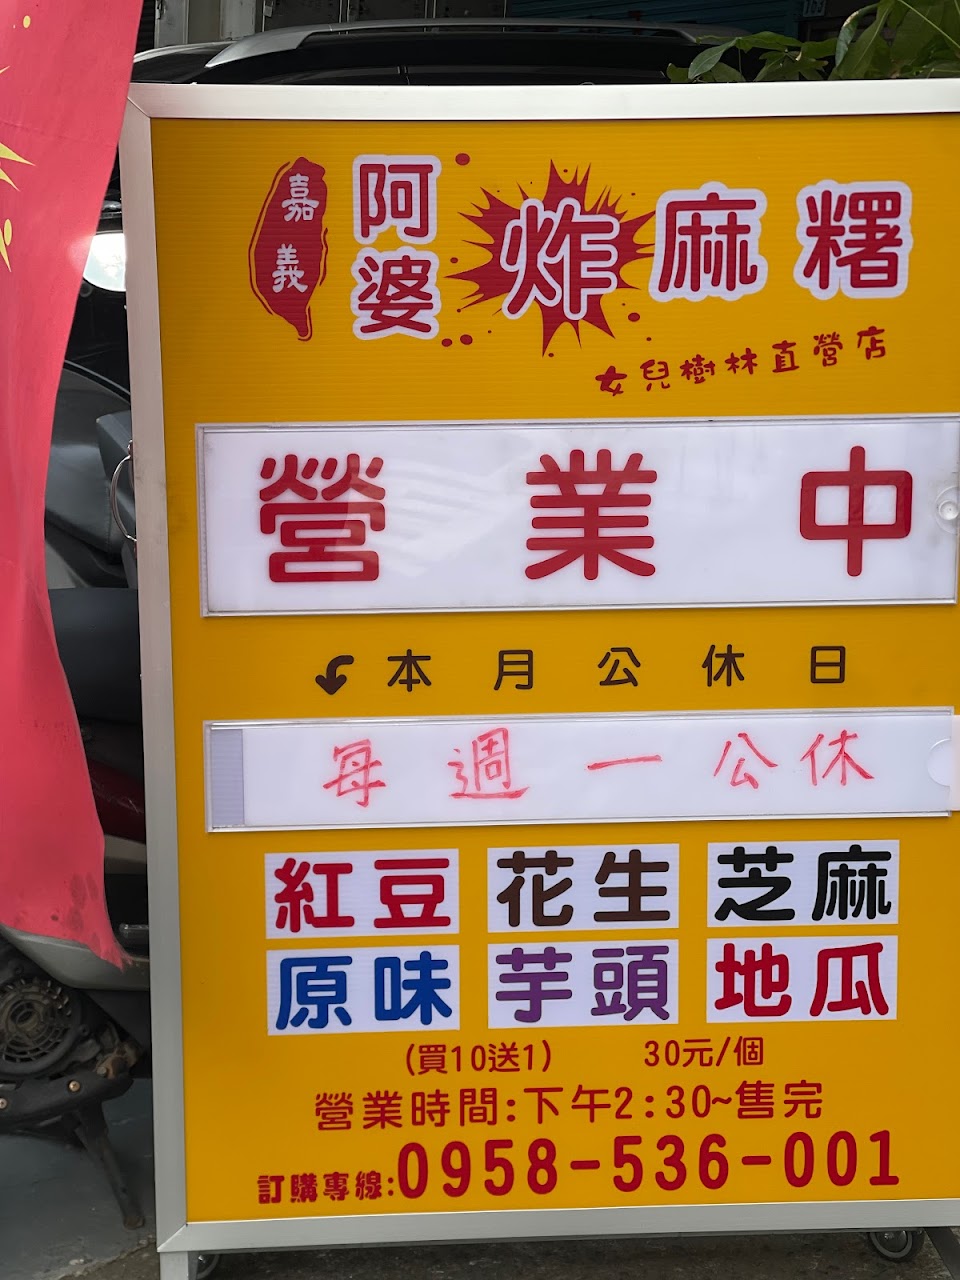 嘉義
阿婆
炸麻糬
女兒樹林直營店
營業中
本月公休日
每週一公休
紅豆 花生 芝麻
原味 芋頭 地瓜
(買10送1) 30元/個
營業時間:下午2:30~售完
訂購專線:0958-536-001
163